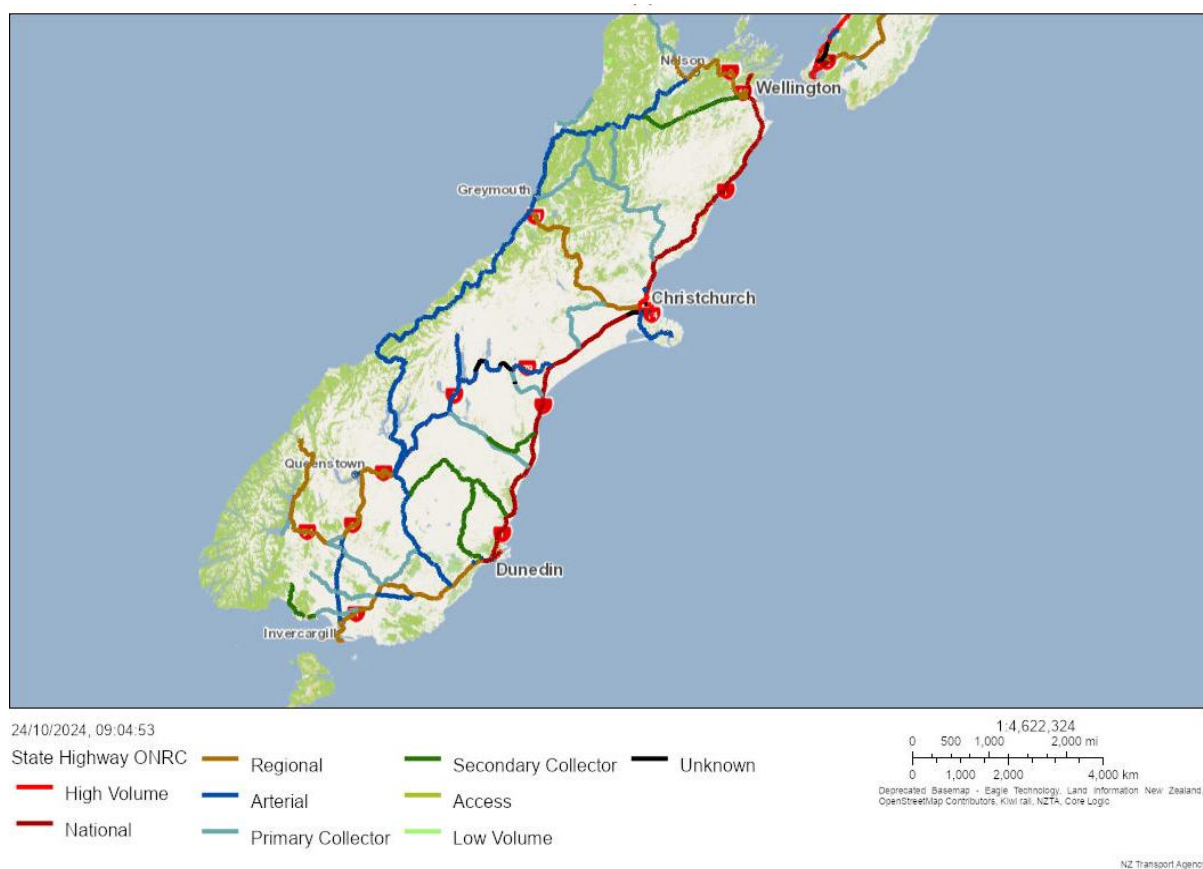 Nelson
Wellington
Greymouth
Christchurch
Queenstown
Dunedin
Invercargill
24/10/2024, 09:04:53
State Highway ONRC
High Volume
National
Regional
Arterial
Primary Collector
Secondary Collector
Access
Low Volume
Unknown
1:4,622,324
0 500 1,000 2,000 mi
0 1,000 2,000 4,000 km
Deprecated Basemap - Eagle Technology, Land Information New Zealand,
OpenStreetMap Contributors, Kiwi rail, NZTA, Core Logic
NZ Transport Agency